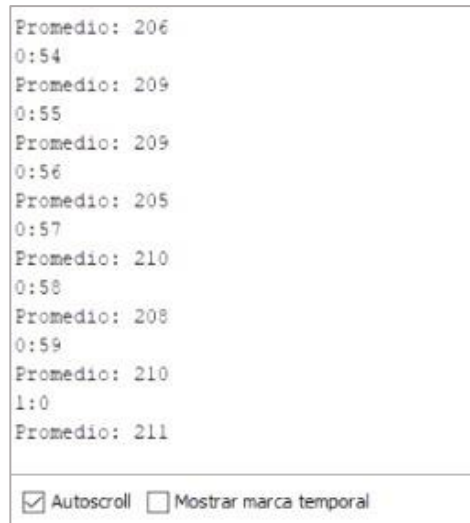 Promedio: 206
0:54
Promedio: 209
0:55
Promedio: 209
0:56
Promedio: 205
0:57
Promedio: 210
0:58
Promedio: 208
0:59
Promedio: 210
1:0
Promedio: 211
Autoscroll Mostrar marca temporal